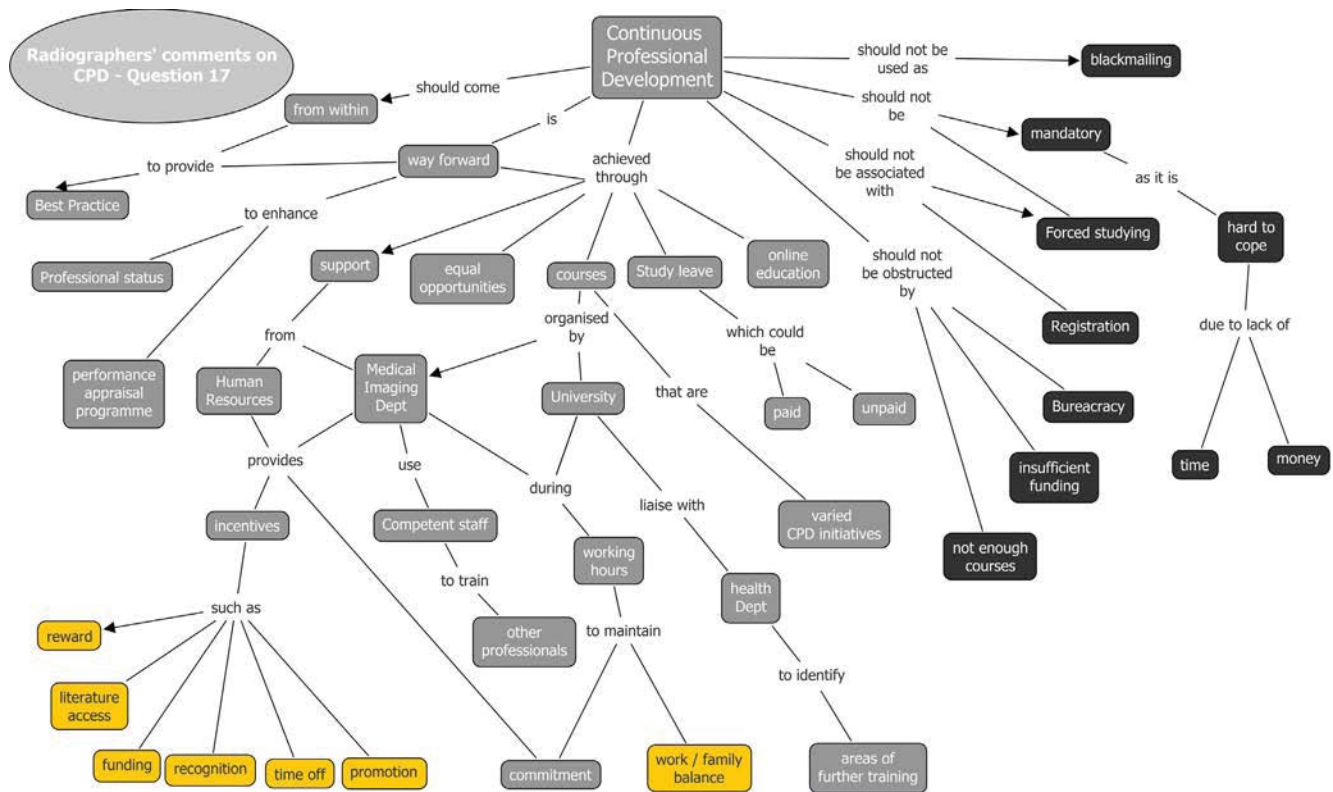 Radiographers' comments on
CPD - Question 17
Continuous
Professional
Development
should not be
used as
blackmailing
should come
from within
should not
be
mandatory
is
way forward
to provide
Best Practice
achieved
through
should not
be associated
with
as it is
Forced studying
hard to
cope
to enhance
Professional status
support
equal
opportunities
courses
Study leave
online
education
should not
be obstructed
by
Registration
due to lack of
from
organised
by
which could
be
performance
appraisal
programme
Human
Resources
Medical
Imaging
Dept
University
that are
paid
unpaid
Bureacracy
time
money
insufficient
funding
provides
use
during
liaise with
incentives
Competent staff
varied
CPD initiatives
not enough
courses
working
hours
to train
health
Dept
such as
reward
other
professionals
to maintain
to identify
literature
access
funding
recognition
time off
promotion
commitment
work / family
balance
areas of
further training